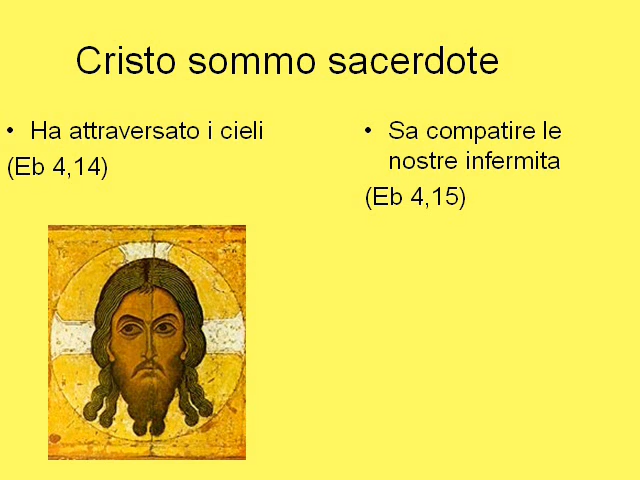 Cristo sommo sacerdote
• Ha attraversato i cieli
(Eb 4,14)
• Sa compatire le
nostre infermita
(Eb 4,15)